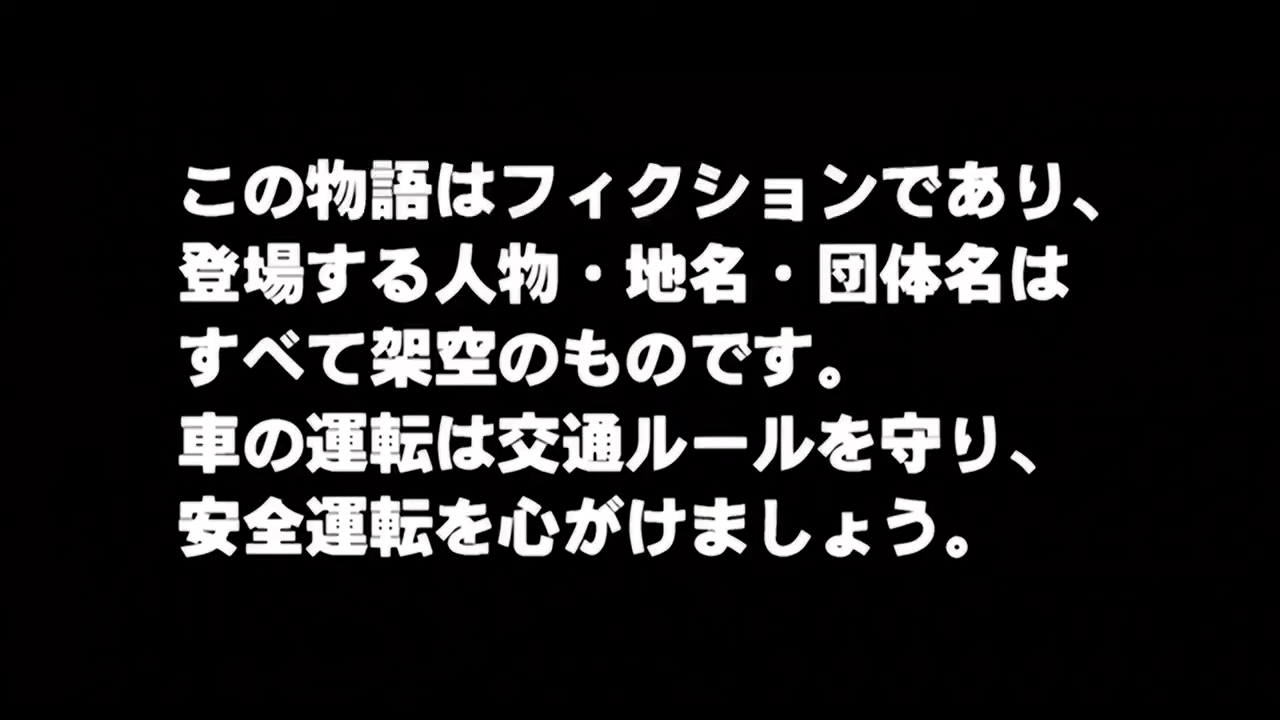 この物語はフィクションであり、
登場する人物・地名・団体名は
すべて架空のものです。
車の運転は交通ルールを守り、
安全運転を心がけましょう。